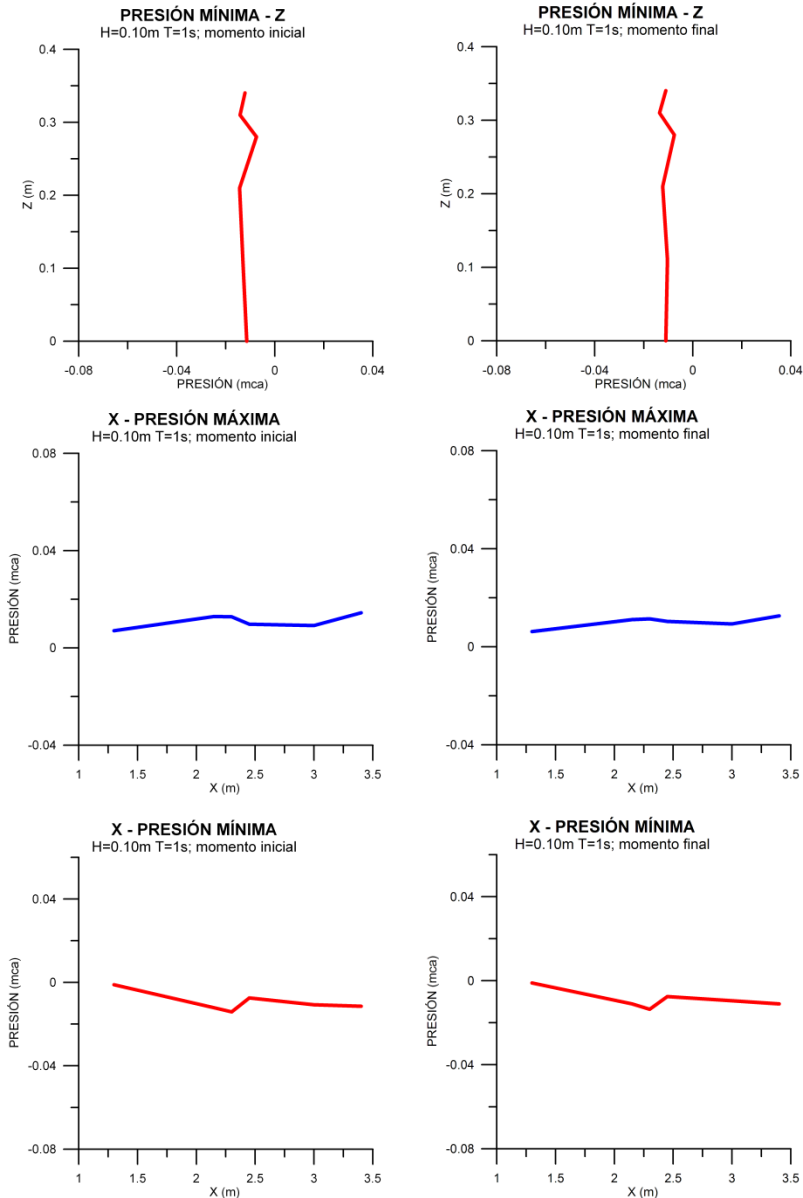 PRESIÓN MÍNIMA - Z
H=0.10m T=1s; momento inicial
0.4
0.3
0.2
0.1
0
Z (m)
-0.08
-0.04
0
0.04
PRESIÓN (mca)
PRESIÓN MÍNIMA - Z
H=0.10m T=1s; momento final
0.4
0.3
0.2
0.1
0
Z (m)
-0.08
-0.04
0
0.04
PRESIÓN (mca)
X - PRESIÓN MÁXIMA
H=0.10m T=1s; momento inicial
0.08
0.04
0
-0.04
PRESIÓN (mca)
1
1.5
2
2.5
3
3.5
X (m)
X - PRESIÓN MÁXIMA
H=0.10m T=1s; momento final
0.08
0.04
0
-0.04
PRESIÓN (mca)
1
1.5
2
2.5
3
3.5
X (m)
X - PRESIÓN MÍNIMA
H=0.10m T=1s; momento inicial
0.04
0
-0.04
-0.08
PRESIÓN (mca)
1
1.5
2
2.5
3
3.5
X (m)
X - PRESIÓN MÍNIMA
H=0.10m T=1s; momento final
0.04
0
-0.04
-0.08
PRESIÓN (mca)
1
1.5
2
2.5
3
3.5
X (m)